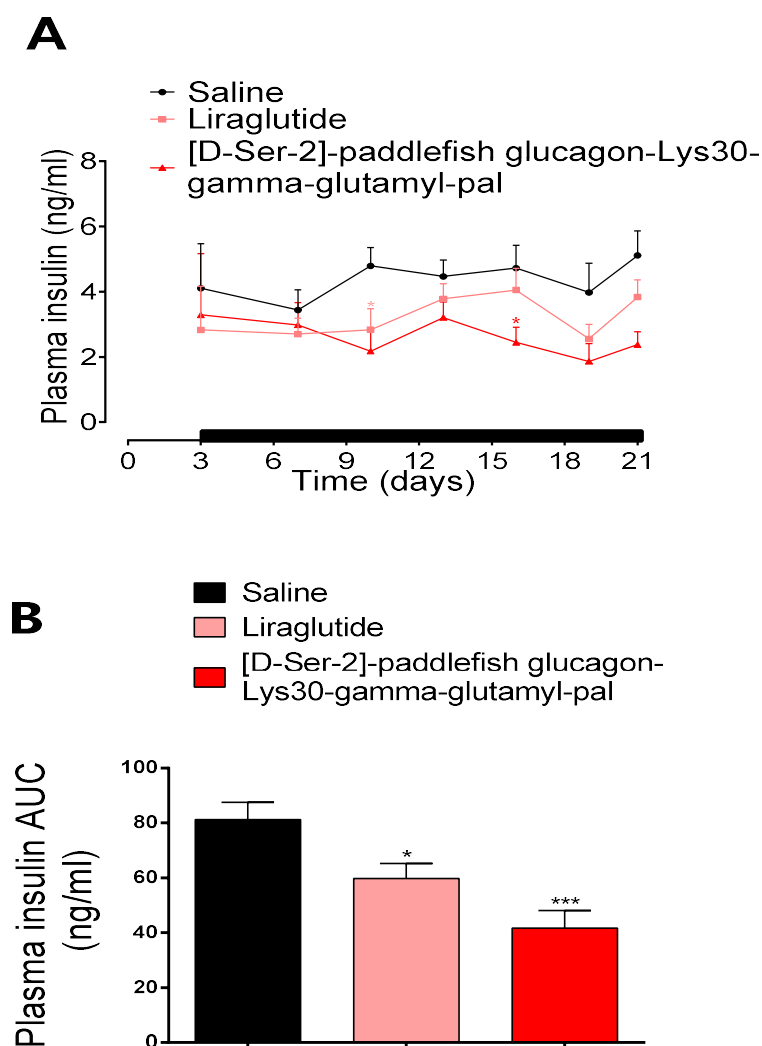 A
Saline
Liraglutide
[D-Ser-2]-paddlefish glucagon-Lys30-
gamma-glutamyl-pal
Plasma insulin (ng/ml)
8
6
4
2
0
*
*
0 3 6 9 12 15 18 21
Time (days)
B
Saline
Liraglutide
[D-Ser-2]-paddlefish glucagon-
Lys30-gamma-glutamyl-pal
Plasma insulin AUC
(ng/ml)
100
80
60
40
20
0
*
***